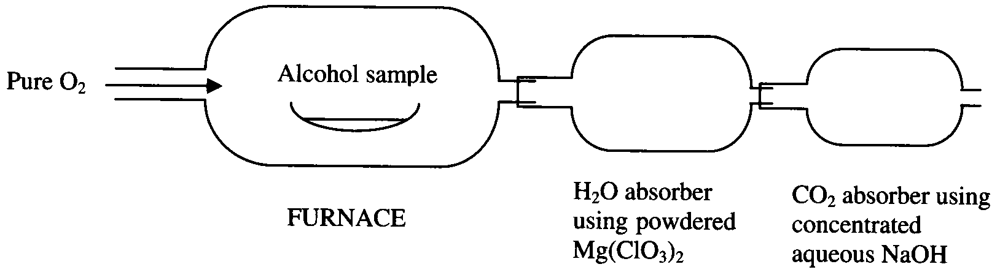 Pure O₂
Alcohol sample
FURNACE
H₂O absorber
using powdered
Mg(ClO₃)₂
CO₂ absorber using
concentrated
aqueous NaOH